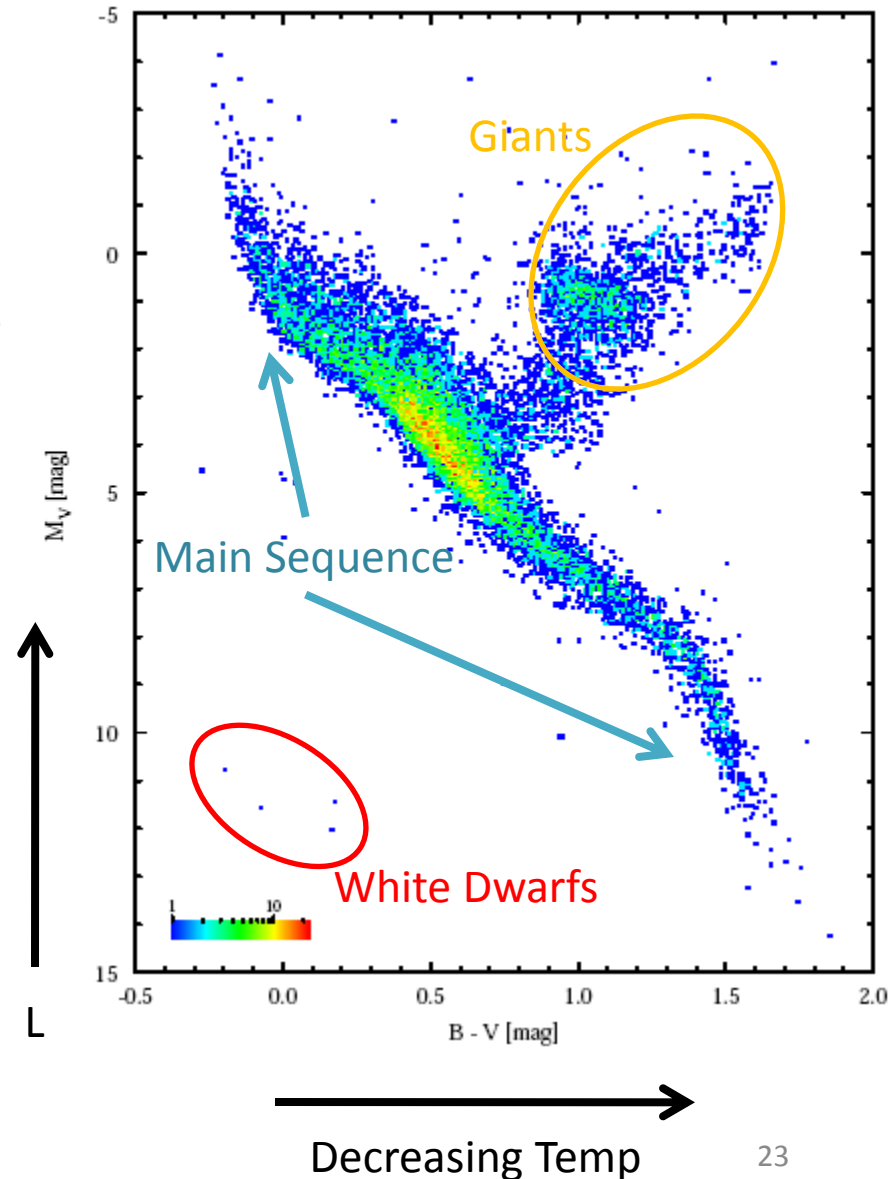 -5
Giants
0
M_V [mag]
5
Main Sequence
10
White Dwarfs
1 10
15
-0.5 0.0 0.5 1.0 1.5 2.0
L
B - V [mag]
Decreasing Temp
23